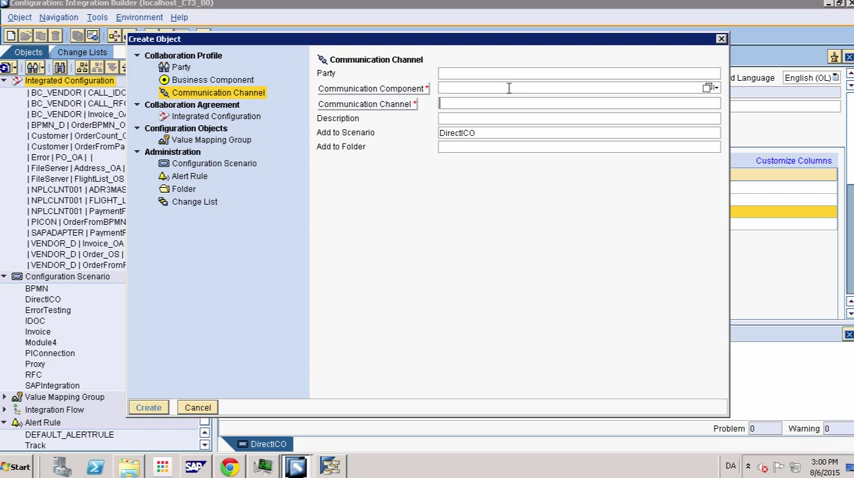 Configuration: Integration Builder (localhost_C73_00)
Object Navigation Tools Environment Help
Objects Change Lists
Integrated Configuration
| BC_VENDOR | CALL_IDO
| BC_VENDOR | CALL_RFC
| BC_VENDOR | Invoice_OA
| BPMN_D | OrderBPMN_O
| Customer | OrderCount_O
| Customer | OrderFromPa
| Error | PO_OA | |
| FileServer | Address_OA |
| FileServer | FlightList_OS
| NPLCLNT001 | ADR3MAS
| NPLCLNT001 | FLIGHT_L
| NPLCLNT001 | PaymentF
| PICON | OrderFromBPMN
| SAPADAPTER | PaymentF
| VENDOR_D | Invoice_OA
| VENDOR_D | Order_OS |
| VENDOR_D | OrderFromP
Configuration Scenario
BPMN
DirectICO
ErrorTesting
IDOC
Invoice
Module4
PIConnection
Proxy
RFC
SAPIntegration
Value Mapping Group
Integration Flow
Alert Rule
DEFAULT_ALERTRULE
Track
Create Object
Collaboration Profile
Party
Business Component
Communication Channel
Collaboration Agreement
Integrated Configuration
Configuration Objects
Value Mapping Group
Administration
Configuration Scenario
Alert Rule
Folder
Change List
Communication Channel
Party
Communication Component *
Communication Channel *
Description
Add to Scenario DirectICO
Add to Folder
Create Cancel
d Language English (OL)
Customize Columns
Problem 0 Warning 0
DirectICO
Start
SAP
DA
3:00 PM
8/6/2015